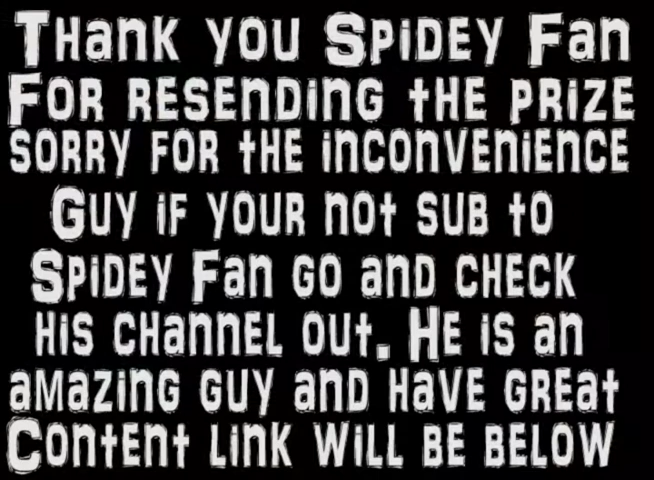 Thank you Spidey Fan
For resending the prize
sorry for the inconvenience
Guy if your not sub to
Spidey Fan go and check
his channel out. He is an
amazing guy and have great
Content link will be below